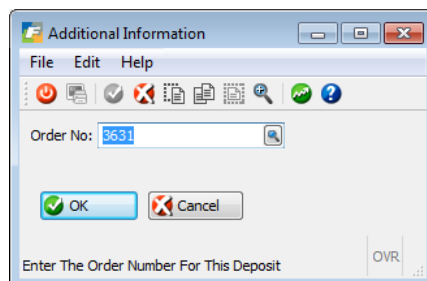 Additional Information
File Edit Help
Order No: 3631
OK Cancel
Enter The Order Number For This Deposit OVR